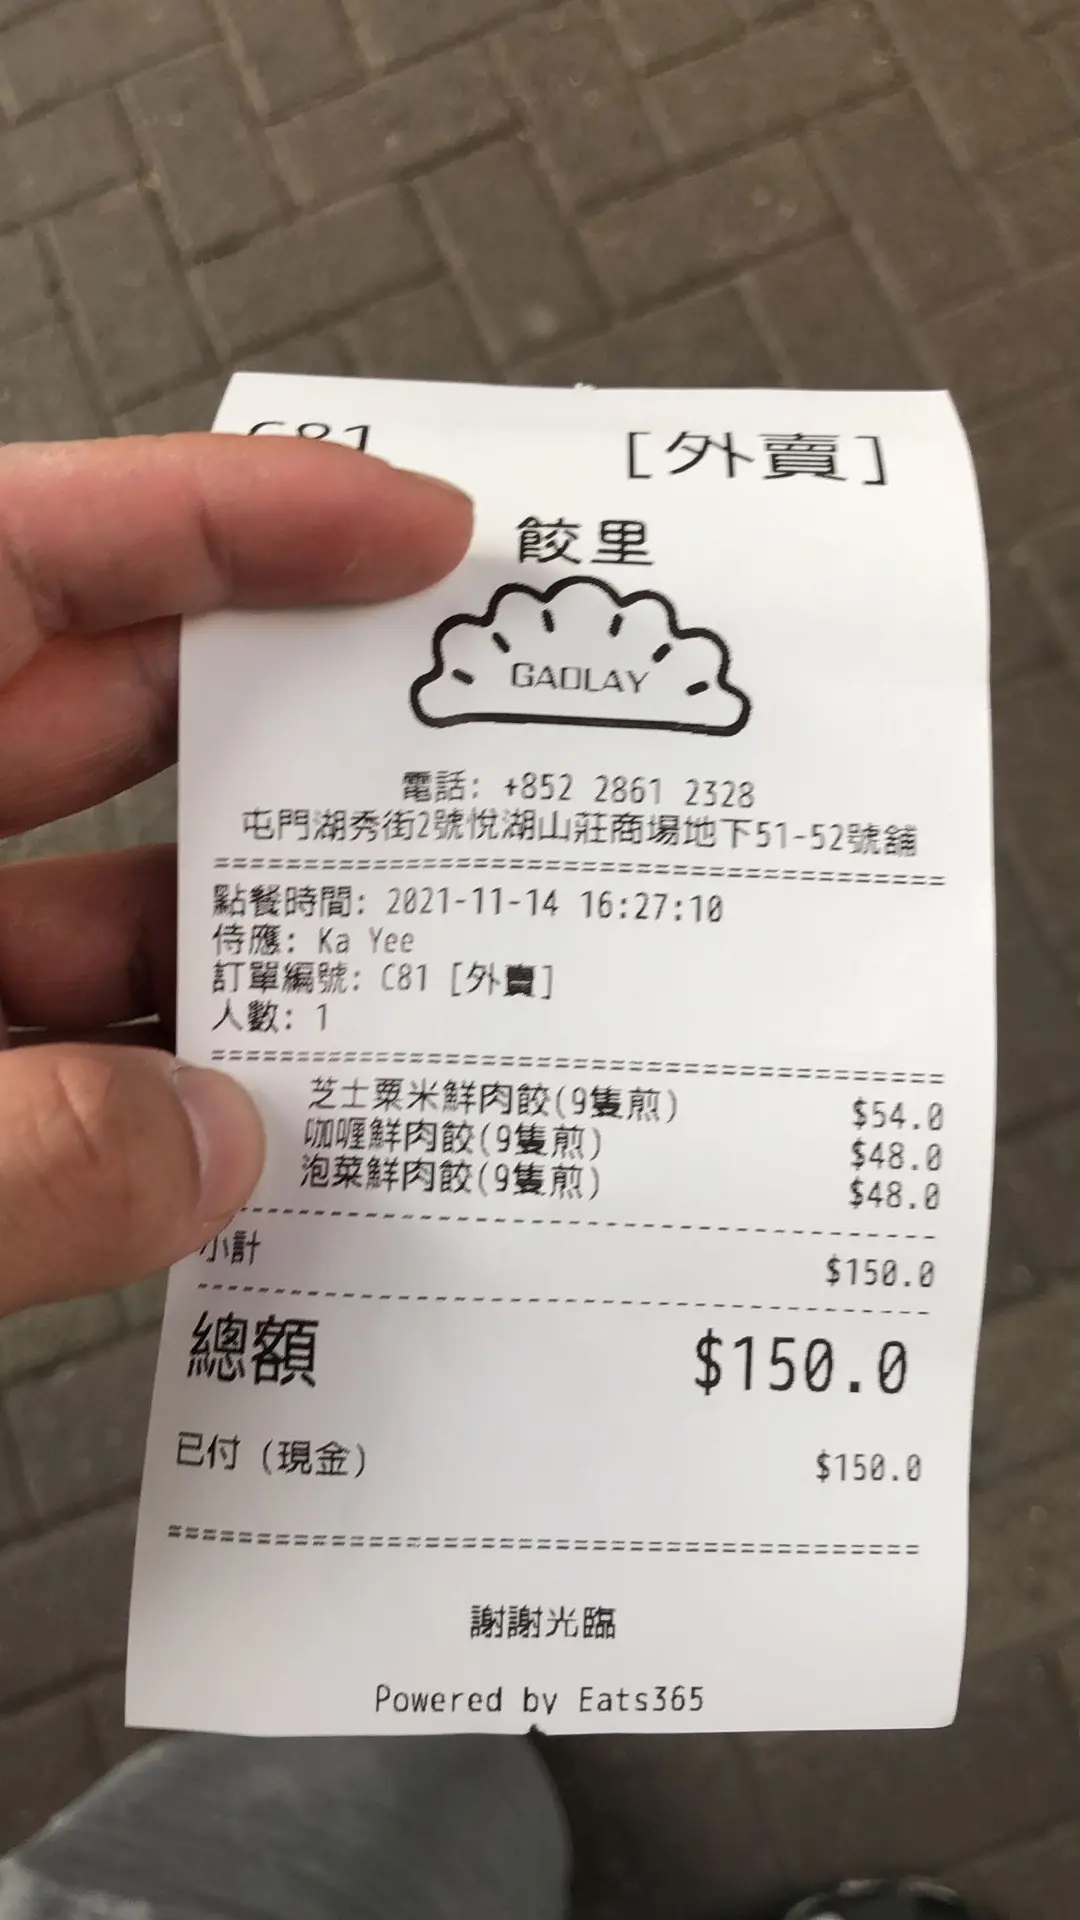 C81 [外賣]
餃里
GAOLAY
電話: +852 2861 2328
屯門湖秀街2號悅湖山莊商場地下51-52號舖
點餐時間: 2021-11-14 16:27:10
侍應: Ka Yee
訂單編號: C81 [外賣]
人數: 1
芝士粟米鮮肉餃(9隻煎) $54.0
咖喱鮮肉餃(9隻煎) $48.0
泡菜鮮肉餃(9隻煎) $48.0
小計 $150.0
總額 $150.0
已付 (現金) $150.0
謝謝光臨
Powered by Eats365